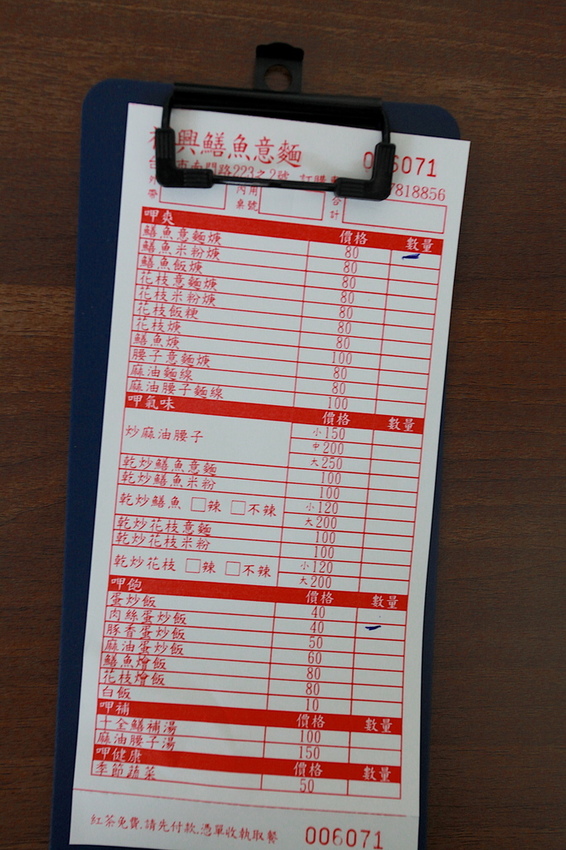 興鱔魚意麵 006071
南門路223之2號 訂購 7818856
外帶 內用桌號 合計
呷爽 價格 數量
鱔魚意麵焿 80
鱔魚米粉焿 80
鱔魚飯焿 80
花枝意麵焿 80
花枝米粉焿 80
花枝飯粳 80
花枝焿 80
鱔魚焿 100
腰子意麵焿 80
麻油麵線 80
麻油腰子麵線 100
呷氣味 價格 數量
炒麻油腰子 小150
中200
大250
乾炒鱔魚意麵 100
乾炒鱔魚米粉 100
乾炒鱔魚 □辣 □不辣 小120
大200
乾炒花枝意麵 100
乾炒花枝米粉 100
乾炒花枝 □辣 □不辣 小120
大200
呷飽 價格 數量
蛋炒飯 40
肉絲蛋炒飯 40
豚香蛋炒飯 50
麻油蛋炒飯 60
鱔魚燴飯 80
花枝燴飯 80
白飯 10
呷補 價格 數量
十全鱔補湯 100
麻油腰子湯 150
呷健康 價格 數量
季節蔬菜 50
紅茶免費.請先付款.憑單收執取餐 006071